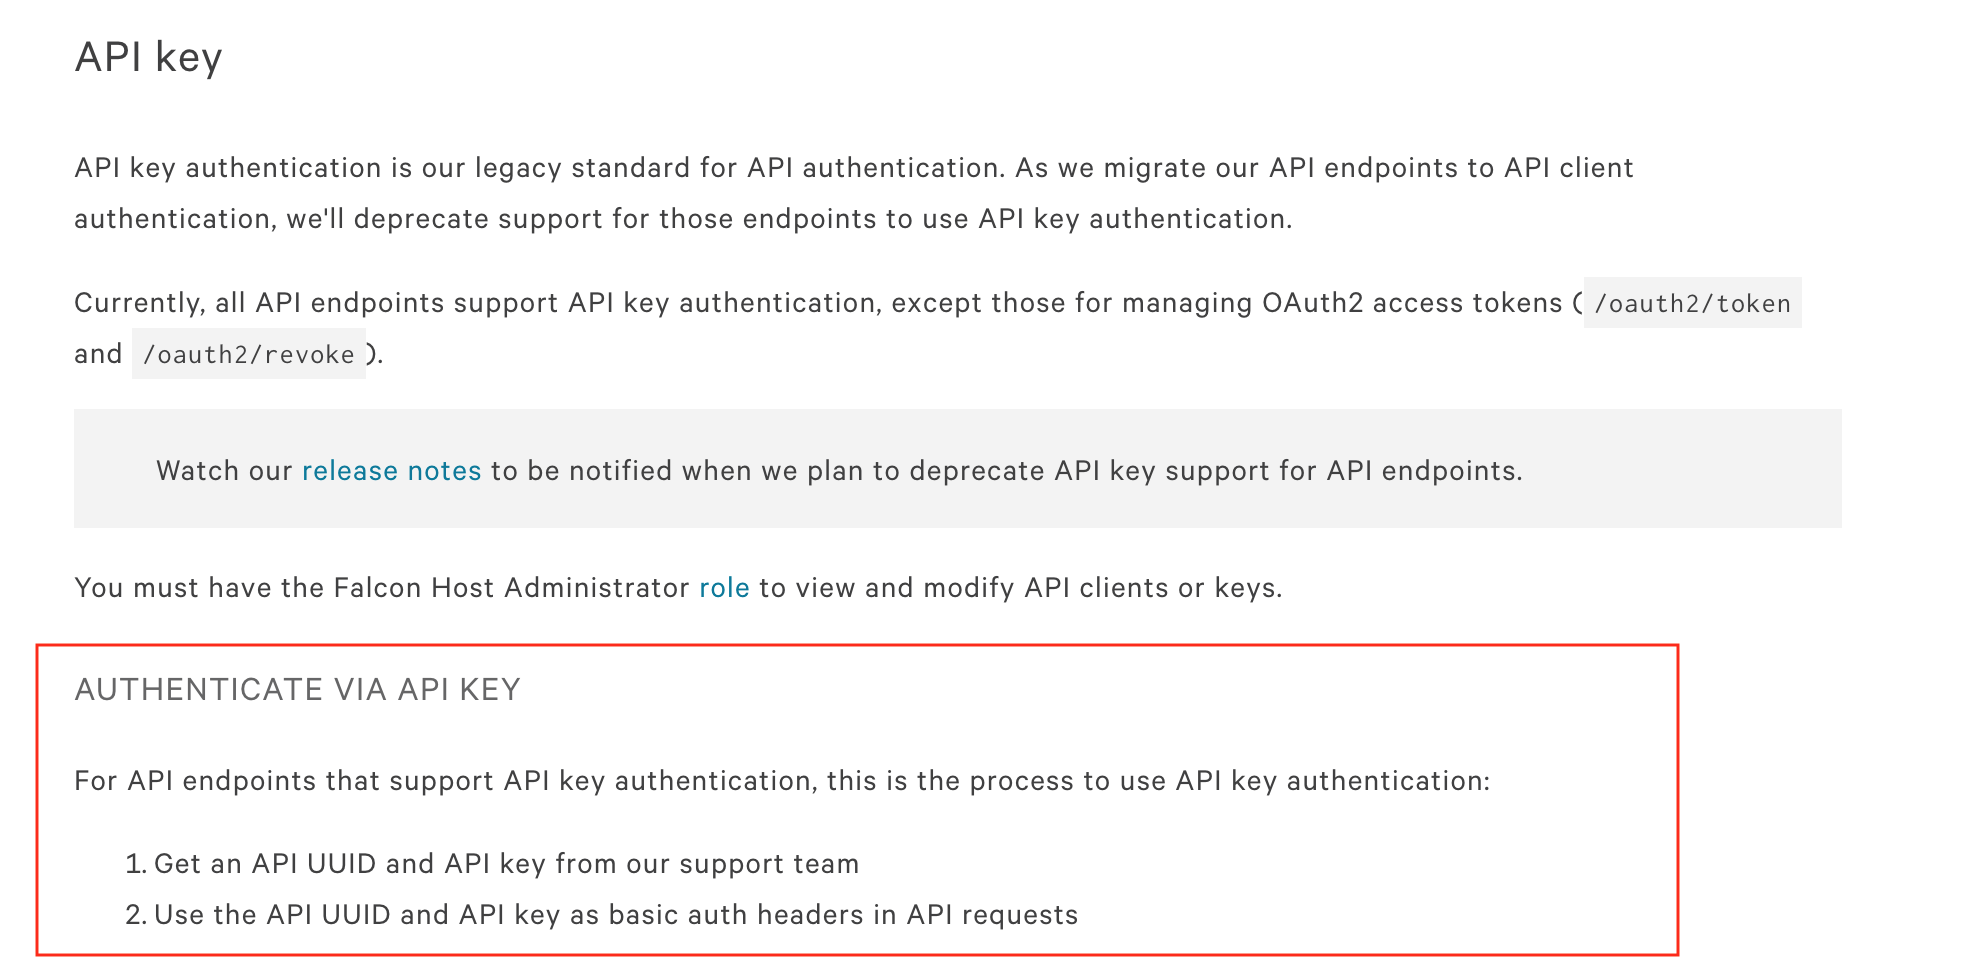 API key
API key authentication is our legacy standard for API authentication. As we migrate our API endpoints to API client
authentication, we'll deprecate support for those endpoints to use API key authentication.
Currently, all API endpoints support API key authentication, except those for managing OAuth2 access tokens ( /oauth2/token
and /oauth2/revoke ).
Watch our release notes to be notified when we plan to deprecate API key support for API endpoints.
You must have the Falcon Host Administrator role to view and modify API clients or keys.
AUTHENTICATE VIA API KEY
For API endpoints that support API key authentication, this is the process to use API key authentication:
1. Get an API UUID and API key from our support team
2. Use the API UUID and API key as basic auth headers in API requests